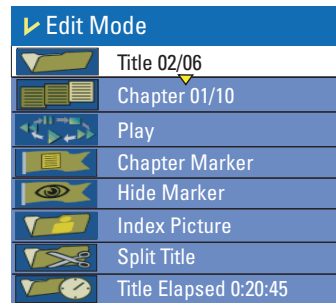 Edit Mode
Title 02/06
Chapter 01/10
Play
Chapter Marker
Hide Marker
Index Picture
Split Title
Title Elapsed 0:20:45